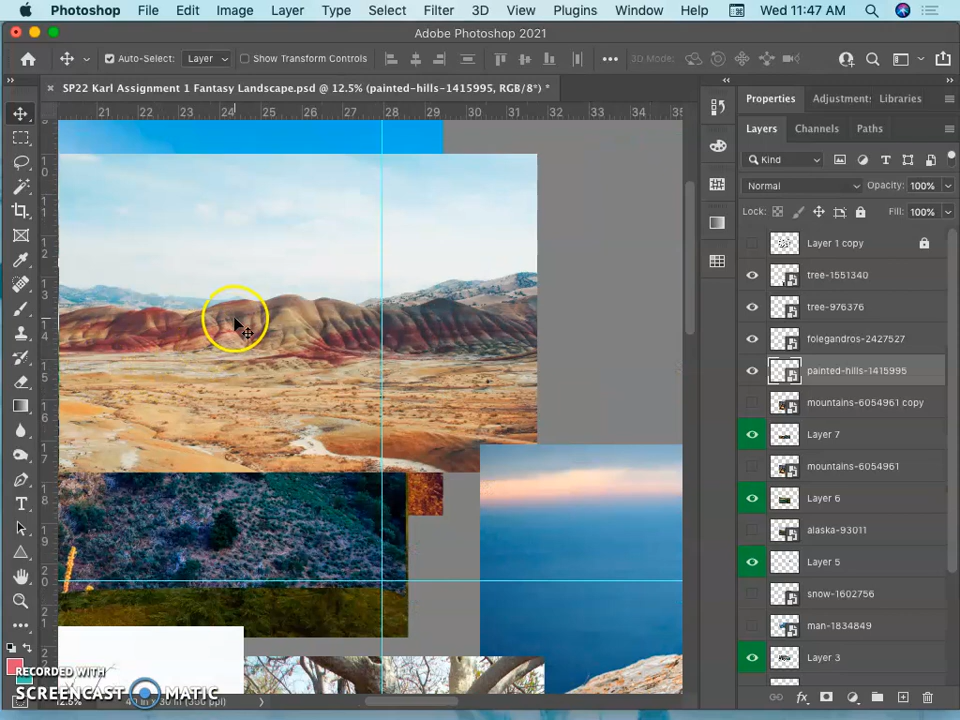 Photoshop File Edit Image Layer Type Select Filter 3D View Plugins Window Help Wed 11:47 AM
Adobe Photoshop 2021
Auto-Select: Layer Show Transform Controls 3D Mode:
SP22 Karl Assignment 1 Fantasy Landscape.psd @ 12.5% (painted-hills-1415995, RGB/8*) *
Properties Adjustment: Libraries
21 22 23 24 25 26 27 28 29 30 31 32 33 34 35
Layers Channels Paths
Kind
Normal Opacity: 100%
Lock: Fill: 100%
Layer 1 copy
tree-1551340
tree-976376
folegandros-2427527
painted-hills-1415995
mountains-6054961 copy
Layer 7
mountains-6054961
Layer 6
alaska-93011
Layer 5
snow-1602756
man-1834849
Layer 3
RECORDED WITH
SCREENCAST MATIC